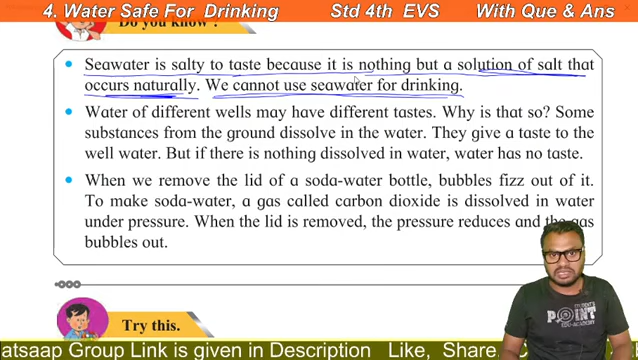 4. Water Safe For Drinking Std 4th EVS With Que & Ans
Do you know?
• Seawater is salty to taste because it is nothing but a solution of salt that
occurs naturally. We cannot use seawater for drinking.
• Water of different wells may have different tastes. Why is that so? Some
substances from the ground dissolve in the water. They give a taste to the
well water. But if there is nothing dissolved in water, water has no taste.
• When we remove the lid of a soda-water bottle, bubbles fizz out of it.
To make soda-water, a gas called carbon dioxide is dissolved in water
under pressure. When the lid is removed, the pressure reduces and the gas
bubbles out.
Try this.
POINT
atsaap Group Link is given in Description Like, Share,